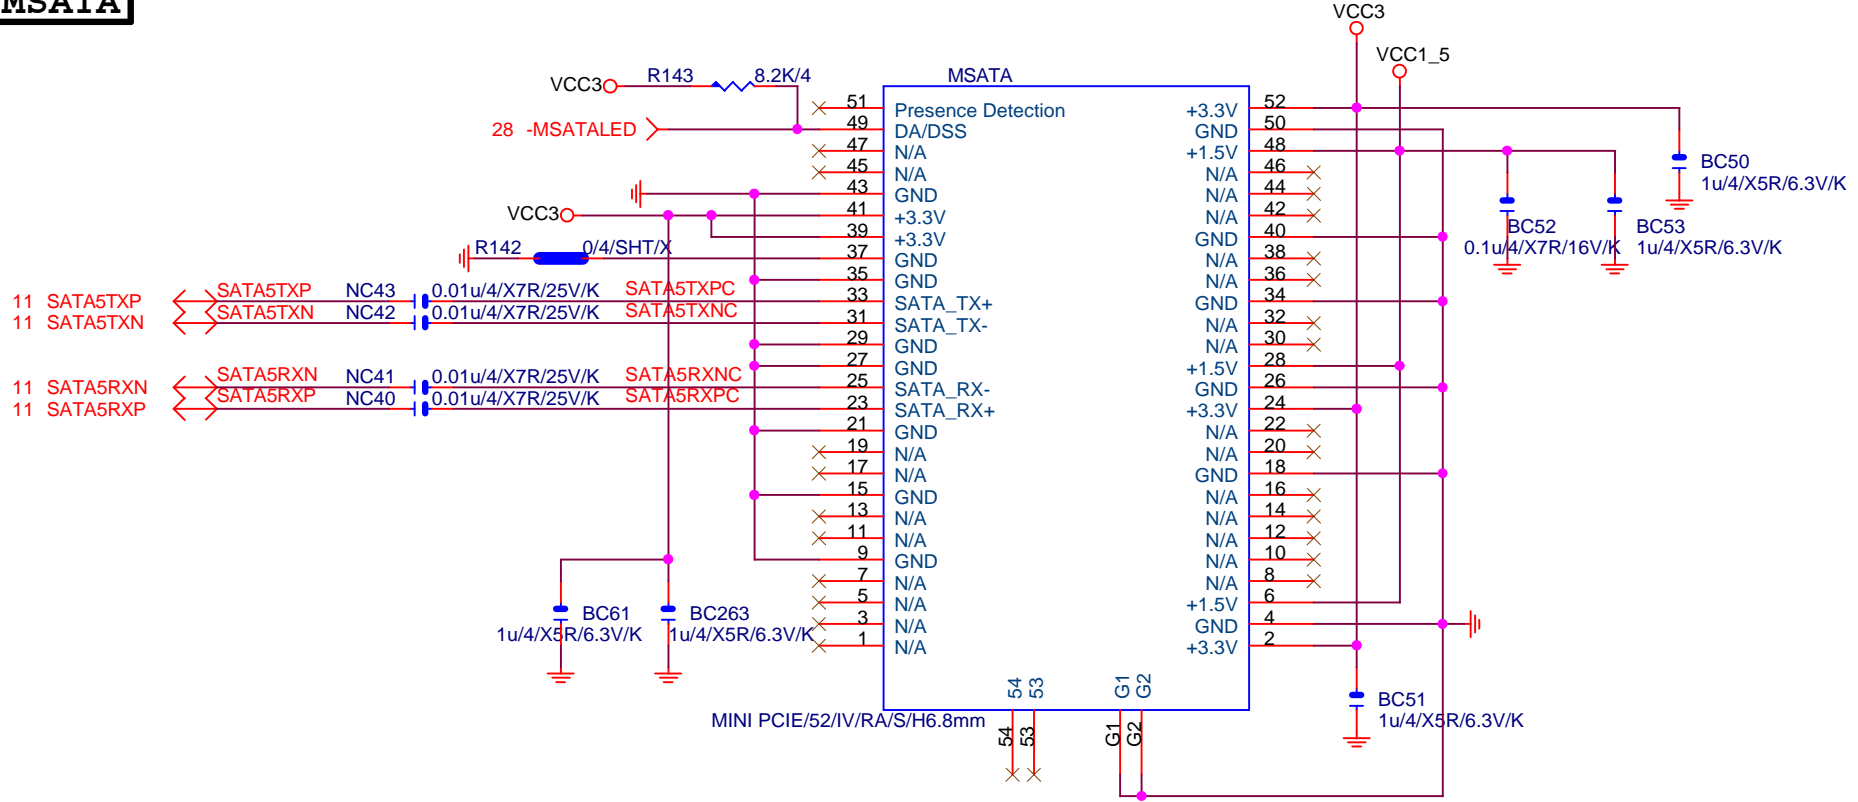 MSATA
VCC3
VCC1_5
VCC3 R143 8.2K/4
MSATA
28 -MSATALED
51 Presence Detection
49 DA/DSS
47 N/A
45 N/A
43 GND
VCC3 41 +3.3V
39 +3.3V
R142 0/4/SHT/X 37 GND
35 GND
11 SATA5TXP SATA5TXP NC43 0.01u/4/X7R/25V/K SATA5TXPC 33 SATA_TX+
11 SATA5TXN SATA5TXN NC42 0.01u/4/X7R/25V/K SATA5TXNC 31 SATA_TX-
29 GND
27 GND
11 SATA5RXN SATA5RXN NC41 0.01u/4/X7R/25V/K SATA5RXNC 25 SATA_RX-
11 SATA5RXP SATA5RXP NC40 0.01u/4/X7R/25V/K SATA5RXPC 23 SATA_RX+
21 GND
19 N/A
17 N/A
15 GND
13 N/A
11 N/A
9 GND
7 N/A
5 N/A
3 N/A
1 N/A
BC61
1u/4/X5R/6.3V/K
BC263
1u/4/X5R/6.3V/K
+3.3V 52
GND 50
+1.5V 48
N/A 46
N/A 44
N/A 42
GND 40
N/A 38
N/A 36
GND 34
N/A 32
N/A 30
+1.5V 28
GND 26
+3.3V 24
N/A 22
N/A 20
GND 18
N/A 16
N/A 14
N/A 12
N/A 10
N/A 8
+1.5V 6
GND 4
+3.3V 2
BC50
1u/4/X5R/6.3V/K
BC52
0.1u/4/X7R/16V/K
BC53
1u/4/X5R/6.3V/K
BC51
1u/4/X5R/6.3V/K
54 53 G1 G2
MINI PCIE/52/IV/RA/S/H6.8mm
54 53 G1 G2